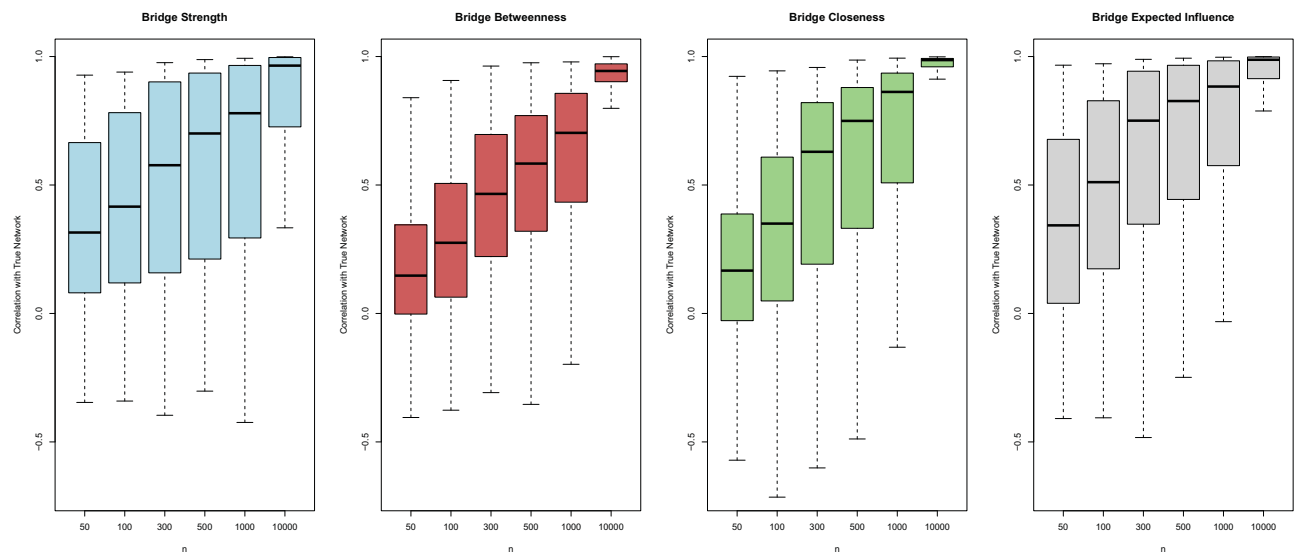 Bridge Strength
Correlation with True Network
1.0
0.5
0.0
−0.5
50 100 300 500 1000 10000
n
Bridge Betweenness
Correlation with True Network
1.0
0.5
0.0
−0.5
50 100 300 500 1000 10000
n
Bridge Closeness
Correlation with True Network
1.0
0.5
0.0
−0.5
50 100 300 500 1000 10000
n
Bridge Expected Influence
Correlation with True Network
1.0
0.5
0.0
−0.5
50 100 300 500 1000 10000
n